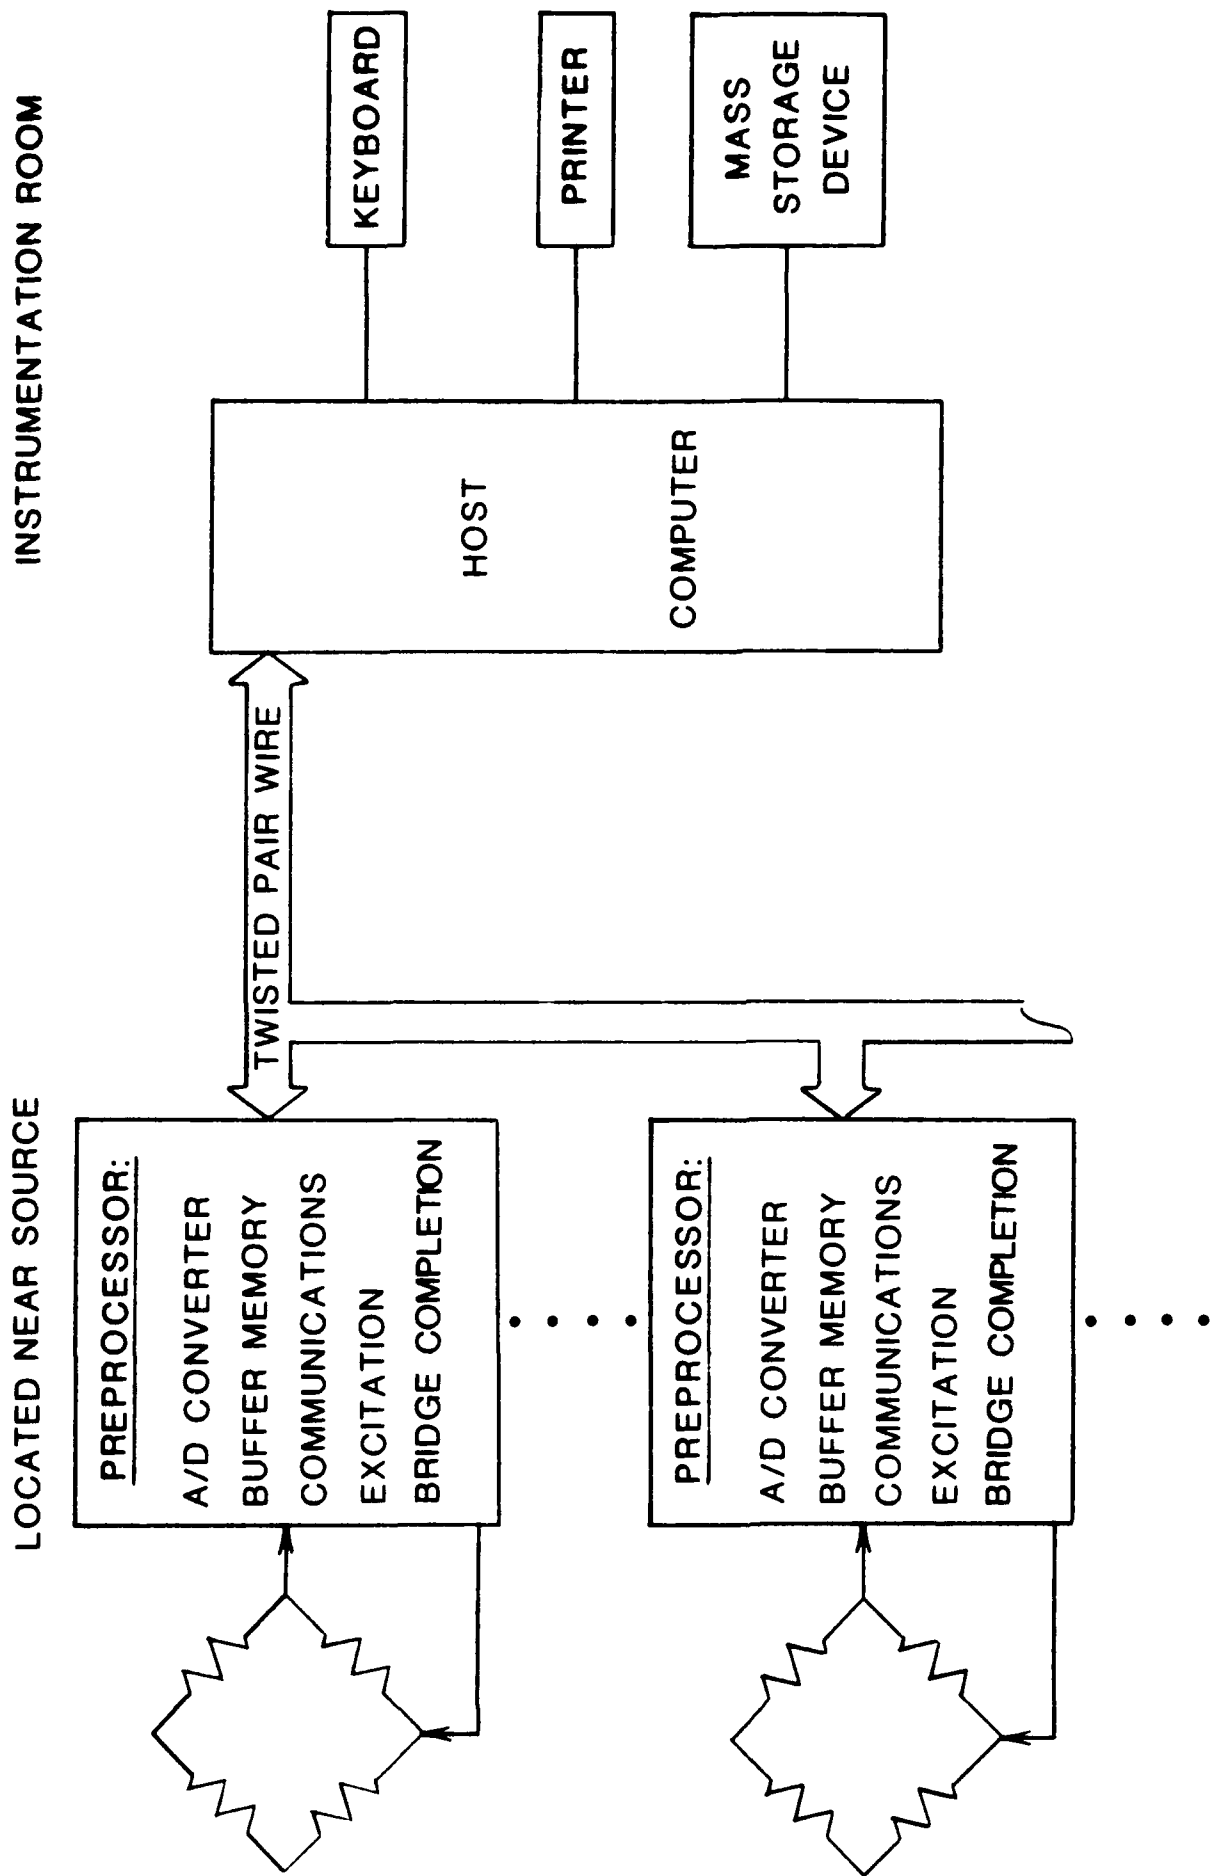 LOCATED NEAR SOURCE
INSTRUMENTATION ROOM
PREPROCESSOR:
A/D CONVERTER
BUFFER MEMORY
COMMUNICATIONS
EXCITATION
BRIDGE COMPLETION
TWISTED PAIR WIRE
HOST
COMPUTER
KEYBOARD
PRINTER
MASS
STORAGE
DEVICE
PREPROCESSOR:
A/D CONVERTER
BUFFER MEMORY
COMMUNICATIONS
EXCITATION
BRIDGE COMPLETION